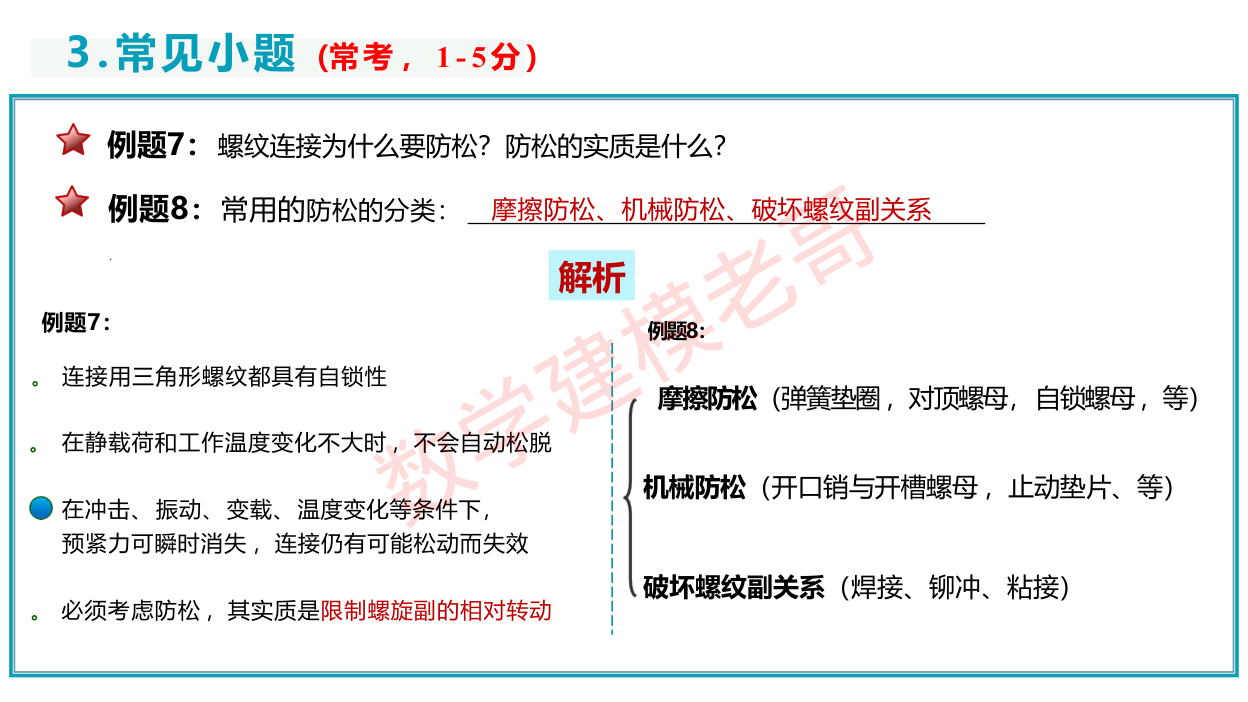 3.常见小题 (常考，1-5分)
例题7：螺纹连接为什么要防松？防松的实质是什么？
例题8：常用的防松的分类：摩擦防松、机械防松、破坏螺纹副关系
解析
例题7：
连接用三角形螺纹都具有自锁性
在静载荷和工作温度变化不大时，不会自动松脱
在冲击、振动、变载、温度变化等条件下，
预紧力可瞬时消失，连接仍有可能松动而失效
必须考虑防松，其实质是限制螺旋副的相对转动
例题8：
摩擦防松（弹簧垫圈，对顶螺母，自锁螺母，等）
机械防松（开口销与开槽螺母，止动垫片、等）
破坏螺纹副关系（焊接、铆冲、粘接）
数学建模老哥